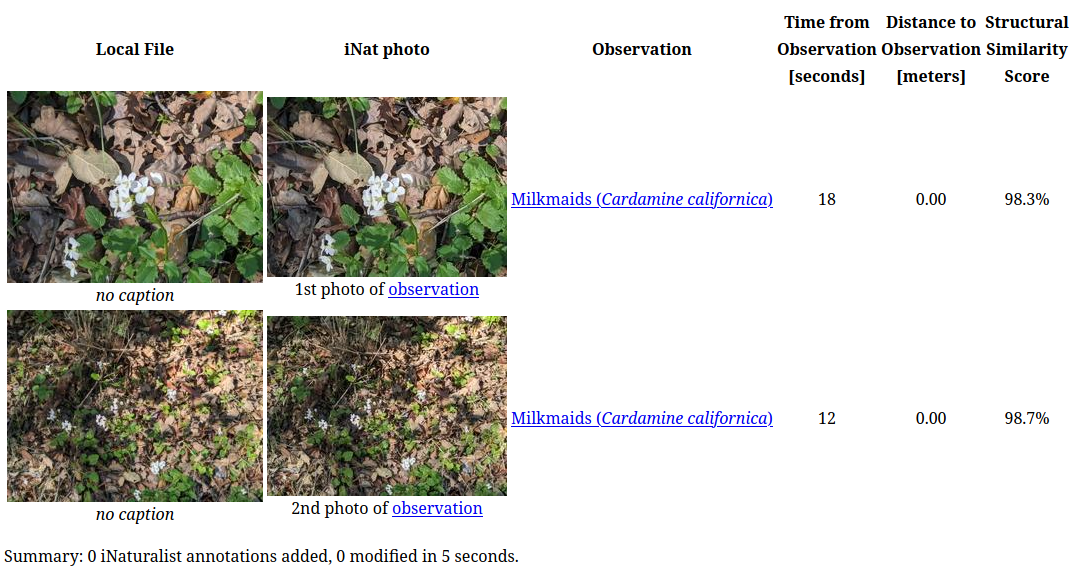 Local File iNat photo Observation Time from Observation [seconds] Distance to Observation [meters] Structural Similarity Score
Milkmaids (Cardamine californica) 18 0.00 98.3%
no caption 1st photo of observation
Milkmaids (Cardamine californica) 12 0.00 98.7%
no caption 2nd photo of observation
Summary: 0 iNaturalist annotations added, 0 modified in 5 seconds.